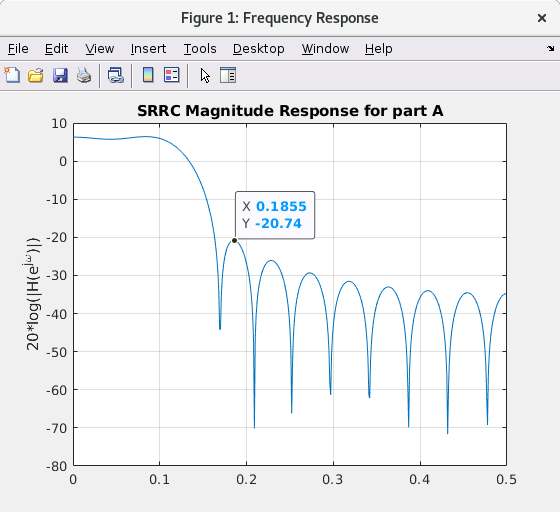 Figure 1: Frequency Response
File Edit View Insert Tools Desktop Window Help
SRRC Magnitude Response for part A
10
0
-10
-20
-30
-40
-50
-60
-70
-80
20*log(|H(e^jω)|)
X 0.1855
Y -20.74
0 0.1 0.2 0.3 0.4 0.5